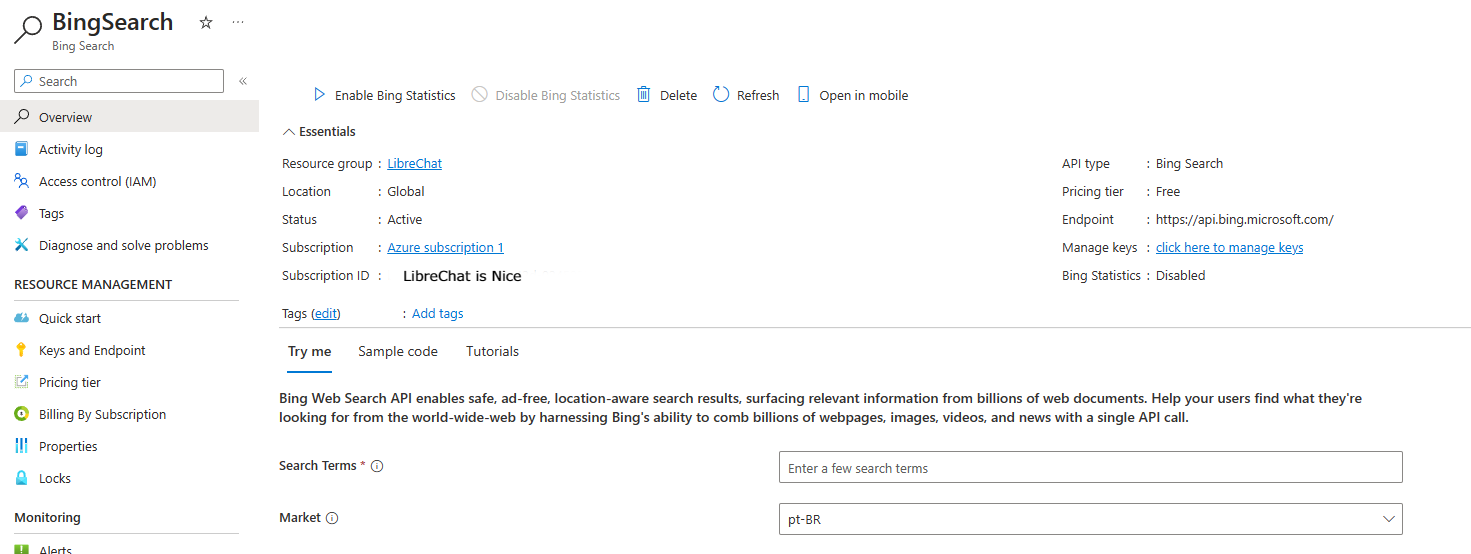 BingSearch
Bing Search
Search
Overview
Activity log
Access control (IAM)
Tags
Diagnose and solve problems
RESOURCE MANAGEMENT
Quick start
Keys and Endpoint
Pricing tier
Billing By Subscription
Properties
Locks
Monitoring
Alerts
Enable Bing Statistics Disable Bing Statistics Delete Refresh Open in mobile
Essentials
Resource group : LibreChat
Location : Global
Status : Active
Subscription : Azure subscription 1
Subscription ID : LibreChat is Nice
API type : Bing Search
Pricing tier : Free
Endpoint : https://api.bing.microsoft.com/
Manage keys : click here to manage keys
Bing Statistics : Disabled
Tags (edit) : Add tags
Try me Sample code Tutorials
Bing Web Search API enables safe, ad-free, location-aware search results, surfacing relevant information from billions of web documents. Help your users find what they're
looking for from the world-wide-web by harnessing Bing's ability to comb billions of webpages, images, videos, and news with a single API call.
Search Terms * Enter a few search terms
Market pt-BR